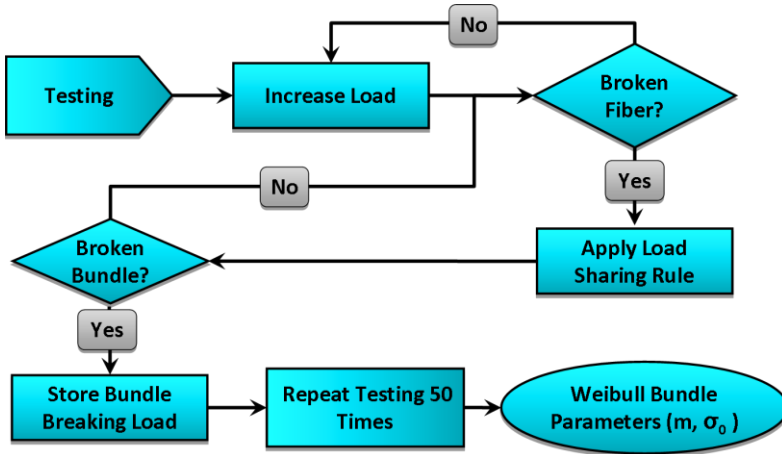 No
Testing
Increase Load
Broken
Fiber?
No
Yes
Broken
Bundle?
Apply Load
Sharing Rule
Yes
Store Bundle
Breaking Load
Repeat Testing 50
Times
Weibull Bundle
Parameters (m, σ₀ )